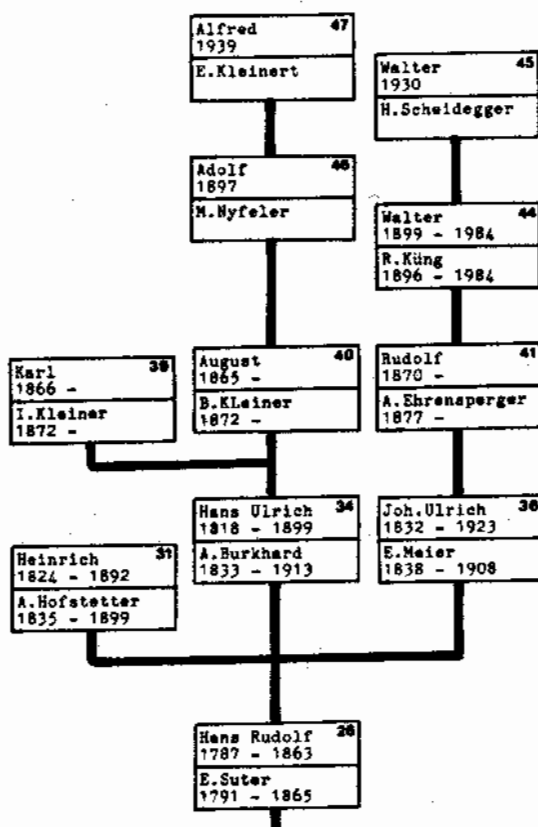 Alfred 47
1939
E.Kleinert
Walter 45
1930
H.Scheidegger
Adolf 46
1897
M.Nyfeler
Walter 44
1899 - 1984
R.Küng
1896 - 1984
Karl 39
1866 -
I.Kleiner
1872 -
August 40
1865 -
B.KLeiner
1872 -
Rudolf 41
1870 -
A.Ehrensperger
1877 -
Heinrich 31
1824 - 1892
A.Hofstetter
1835 - 1899
Hans Ulrich 34
1818 - 1899
A.Burkhard
1833 - 1913
Joh.Ulrich 36
1832 - 1923
E.Meier
1838 - 1908
Hans Rudolf 26
1787 - 1863
E.Suter
1791 - 1865